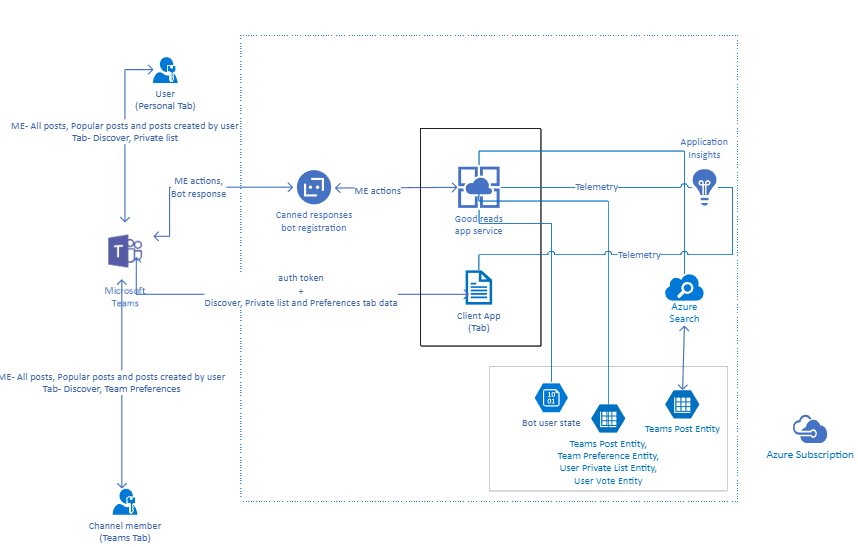 User
(Personal Tab)
ME- All posts, Popular posts and posts created by user
Tab- Discover, Private list
ME actions,
Bot response
Canned responses
bot registration
ME actions
Good reads
app service
Telemetry
Application
Insights
T
Microsoft
Teams
auth token
+
Discover, Private list and Preferences tab data
Client App
(Tab)
Telemetry
Azure
Search
ME- All posts, Popular posts and posts created by user
Tab- Discover, Team Preferences
10
01
Bot user state
Teams Post Entity,
Team Preference Entity,
User Private List Entity,
User Vote Entity
Teams Post Entity
Azure Subscription
Channel member
(Teams Tab)